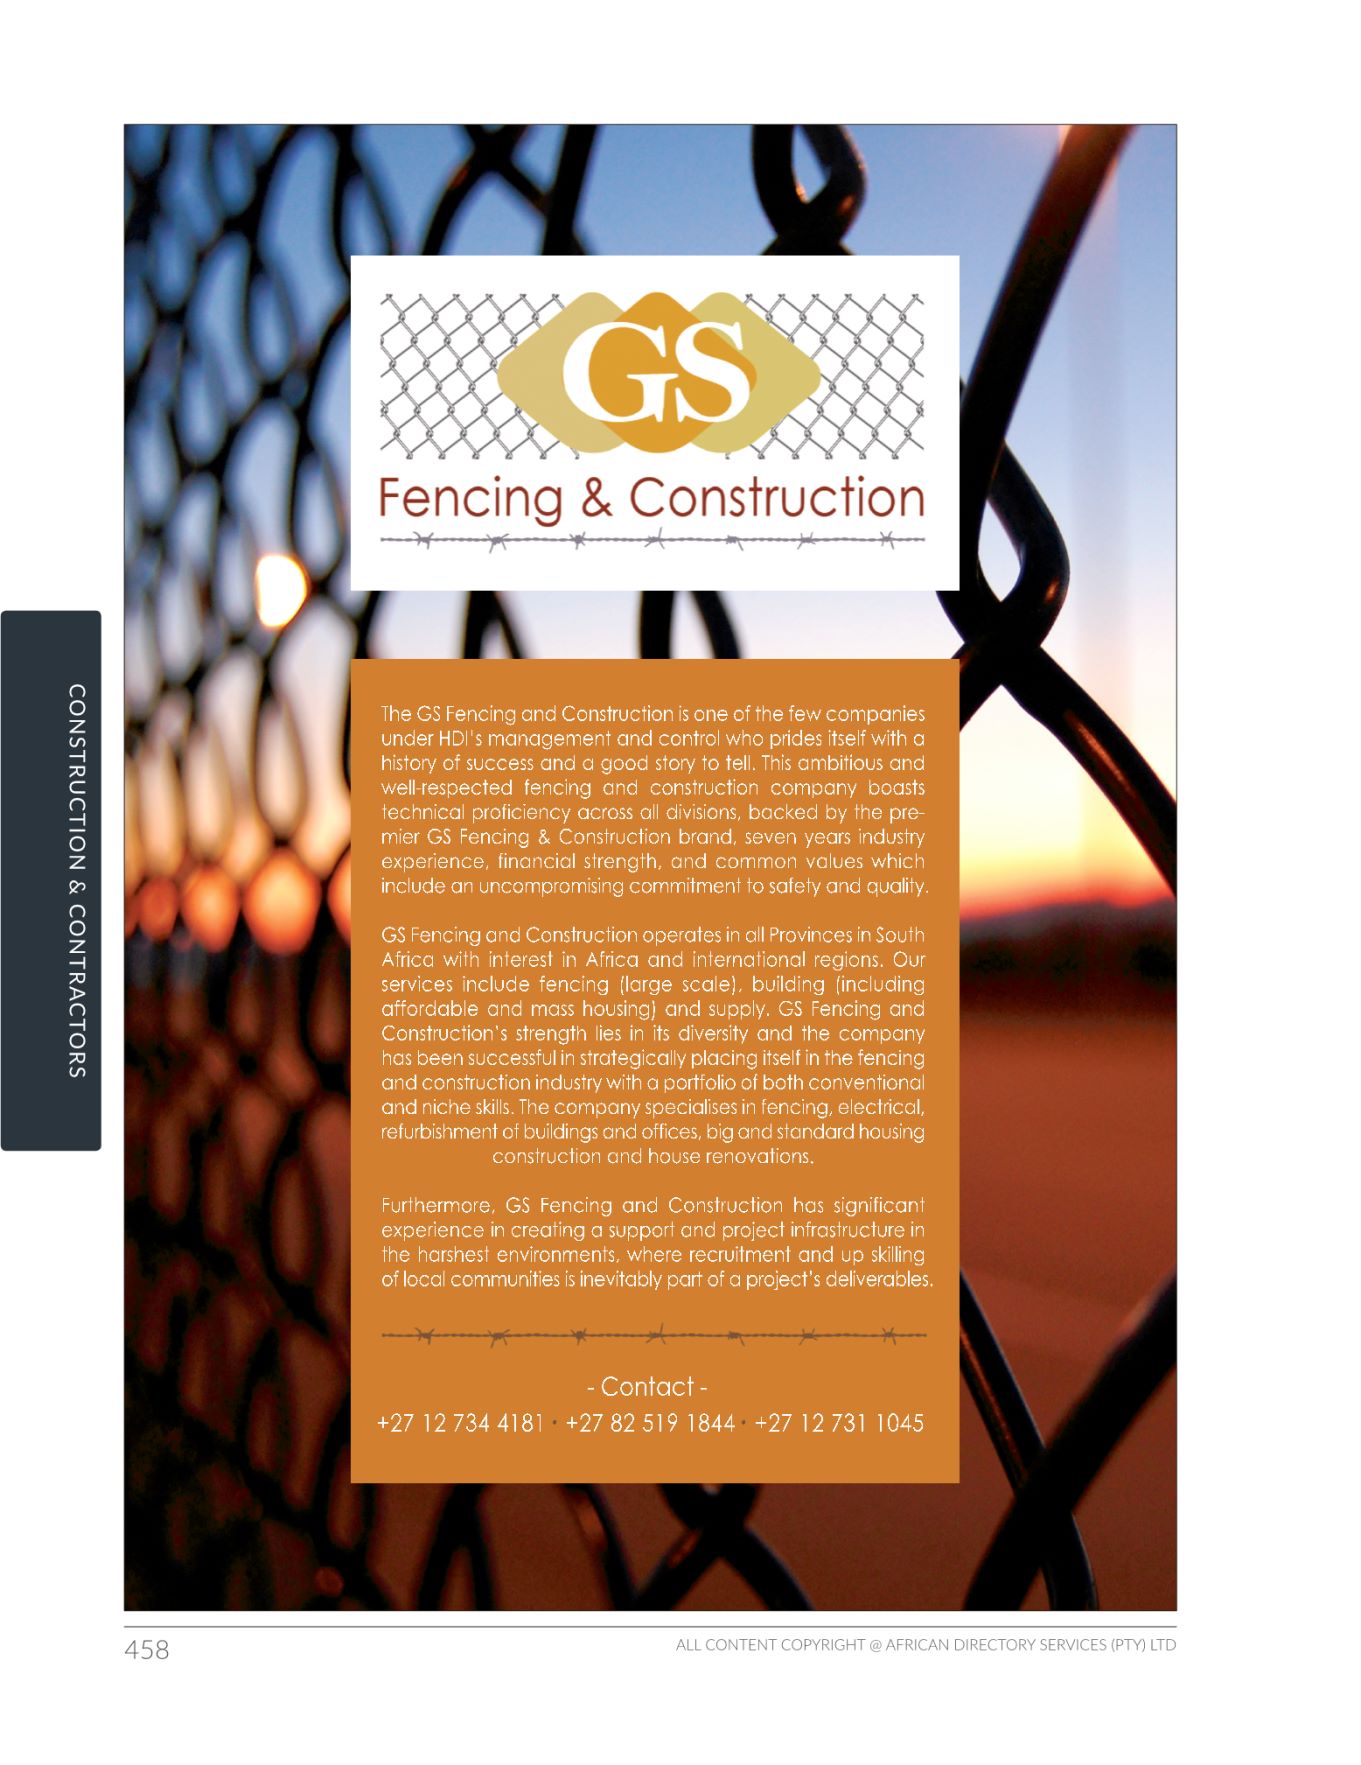 GS
Fencing & Construction
The GS Fencing and Construction is one of the few companies
under HDI's management and control who prides itself with a
history of success and a good story to tell. This ambitious and
well-respected fencing and construction company boasts
technical proficiency across all divisions, backed by the pre-
mier GS Fencing & Construction brand, seven years industry
experience, financial strength, and common values which
include an uncompromising commitment to safety and quality.
GS Fencing and Construction operates in all Provinces in South
Africa with interest in Africa and international regions. Our
services include fencing (large scale), building (including
affordable and mass housing) and supply. GS Fencing and
Construction's strength lies in its diversity and the company
has been successful in strategically placing itself in the fencing
and construction industry with a portfolio of both conventional
and niche skills. The company specialises in fencing, electrical,
refurbishment of buildings and offices, big and standard housing
construction and house renovations.
Furthermore, GS Fencing and Construction has significant
experience in creating a support and project infrastructure in
the harshest environments, where recruitment and up skilling
of local communities is inevitably part of a project's deliverables.
- Contact -
+27 12 734 4181 • +27 82 519 1844 • +27 12 731 1045
CONSTRUCTION & CONTRACTORS
458
ALL CONTENT COPYRIGHT @ AFRICAN DIRECTORY SERVICES (PTY) LTD